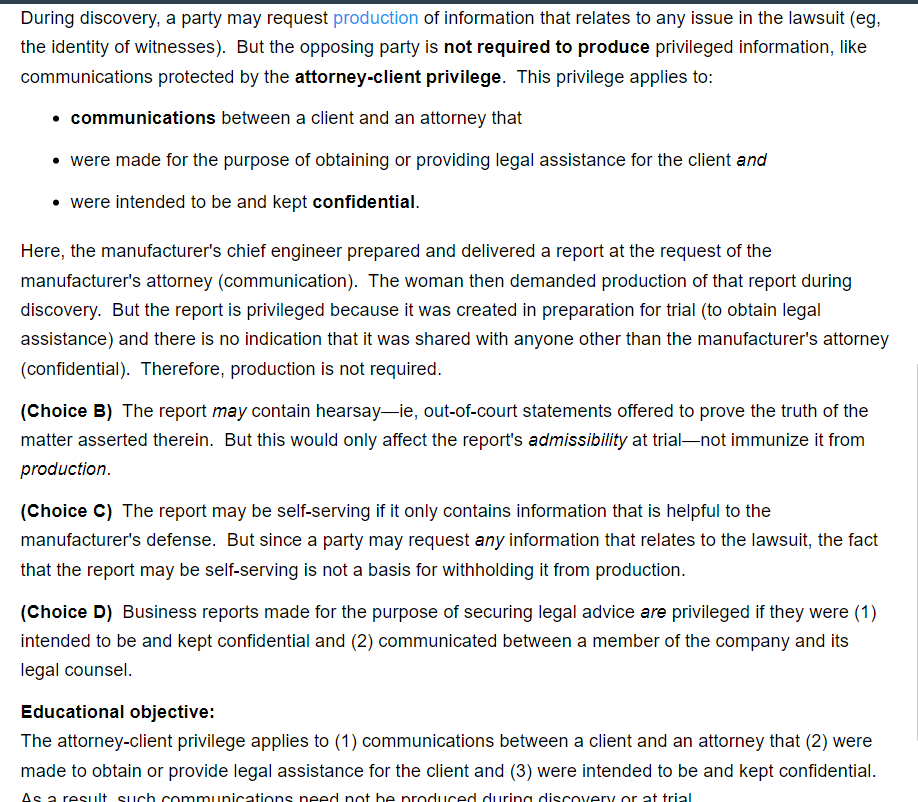 During discovery, a party may request production of information that relates to any issue in the lawsuit (eg,
the identity of witnesses).  But the opposing party is not required to produce privileged information, like
communications protected by the attorney-client privilege.  This privilege applies to:
• communications between a client and an attorney that
• were made for the purpose of obtaining or providing legal assistance for the client and
• were intended to be and kept confidential.
Here, the manufacturer's chief engineer prepared and delivered a report at the request of the
manufacturer's attorney (communication).  The woman then demanded production of that report during
discovery.  But the report is privileged because it was created in preparation for trial (to obtain legal
assistance) and there is no indication that it was shared with anyone other than the manufacturer's attorney
(confidential).  Therefore, production is not required.
(Choice B)  The report may contain hearsay—ie, out-of-court statements offered to prove the truth of the
matter asserted therein.  But this would only affect the report's admissibility at trial—not immunize it from
production.
(Choice C)  The report may be self-serving if it only contains information that is helpful to the
manufacturer's defense.  But since a party may request any information that relates to the lawsuit, the fact
that the report may be self-serving is not a basis for withholding it from production.
(Choice D)  Business reports made for the purpose of securing legal advice are privileged if they were (1)
intended to be and kept confidential and (2) communicated between a member of the company and its
legal counsel.
Educational objective:
The attorney-client privilege applies to (1) communications between a client and an attorney that (2) were
made to obtain or provide legal assistance for the client and (3) were intended to be and kept confidential.
As a result, such communications need not be produced during discovery or at trial.